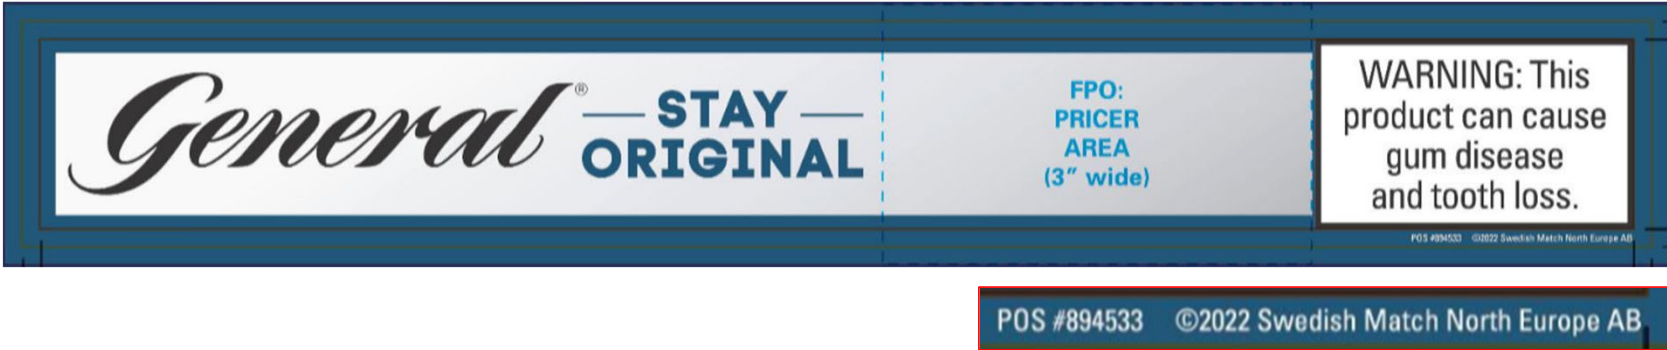 General®
STAY
ORIGINAL
FPO:
PRICER
AREA
(3" wide)
WARNING: This
product can cause
gum disease
and tooth loss.
POS #894533 ©2022 Swedish Match North Europe AB
POS #894533 ©2022 Swedish Match North Europe AB